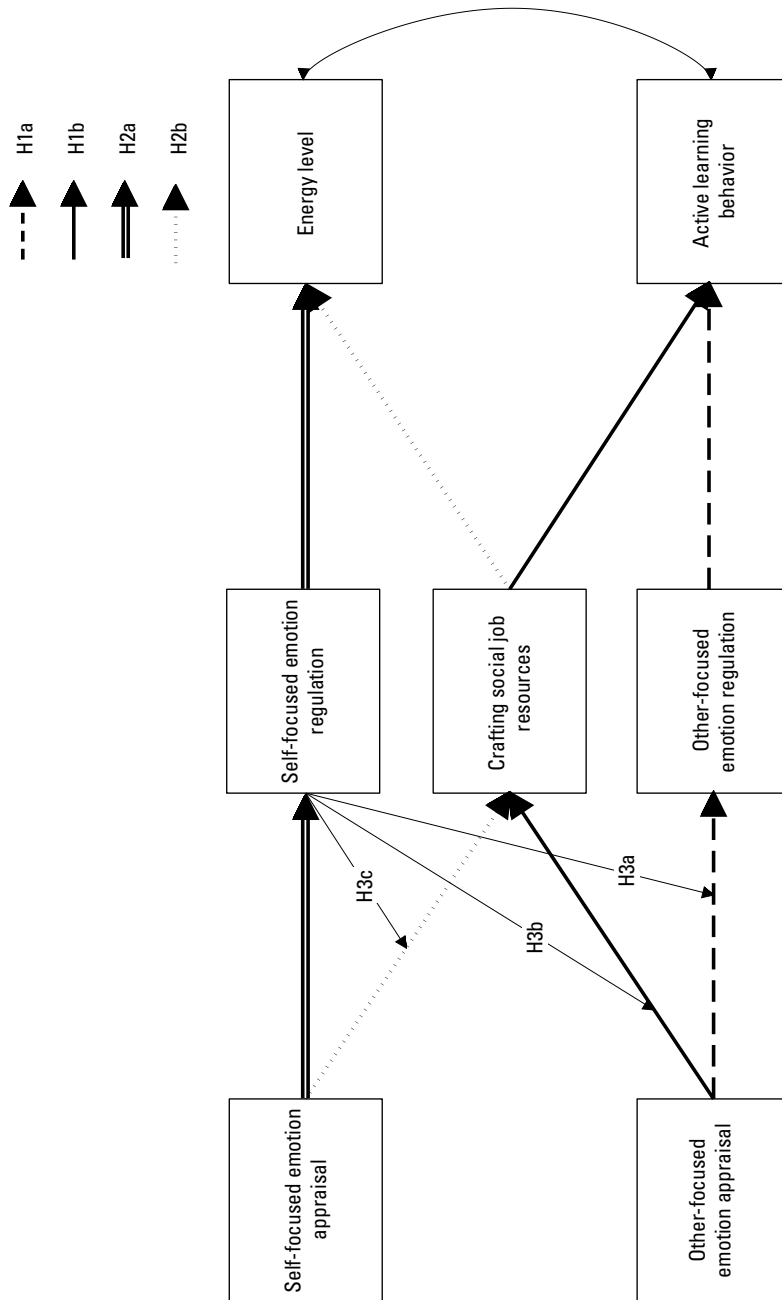 H1a
H1b
H2a
H2b
Self-focused emotion
appraisal
Self-focused emotion
regulation
Energy level
H3c
H3b
H3a
Crafting social job
resources
Other-focused
emotion appraisal
Other-focused
emotion regulation
Active learning
behavior